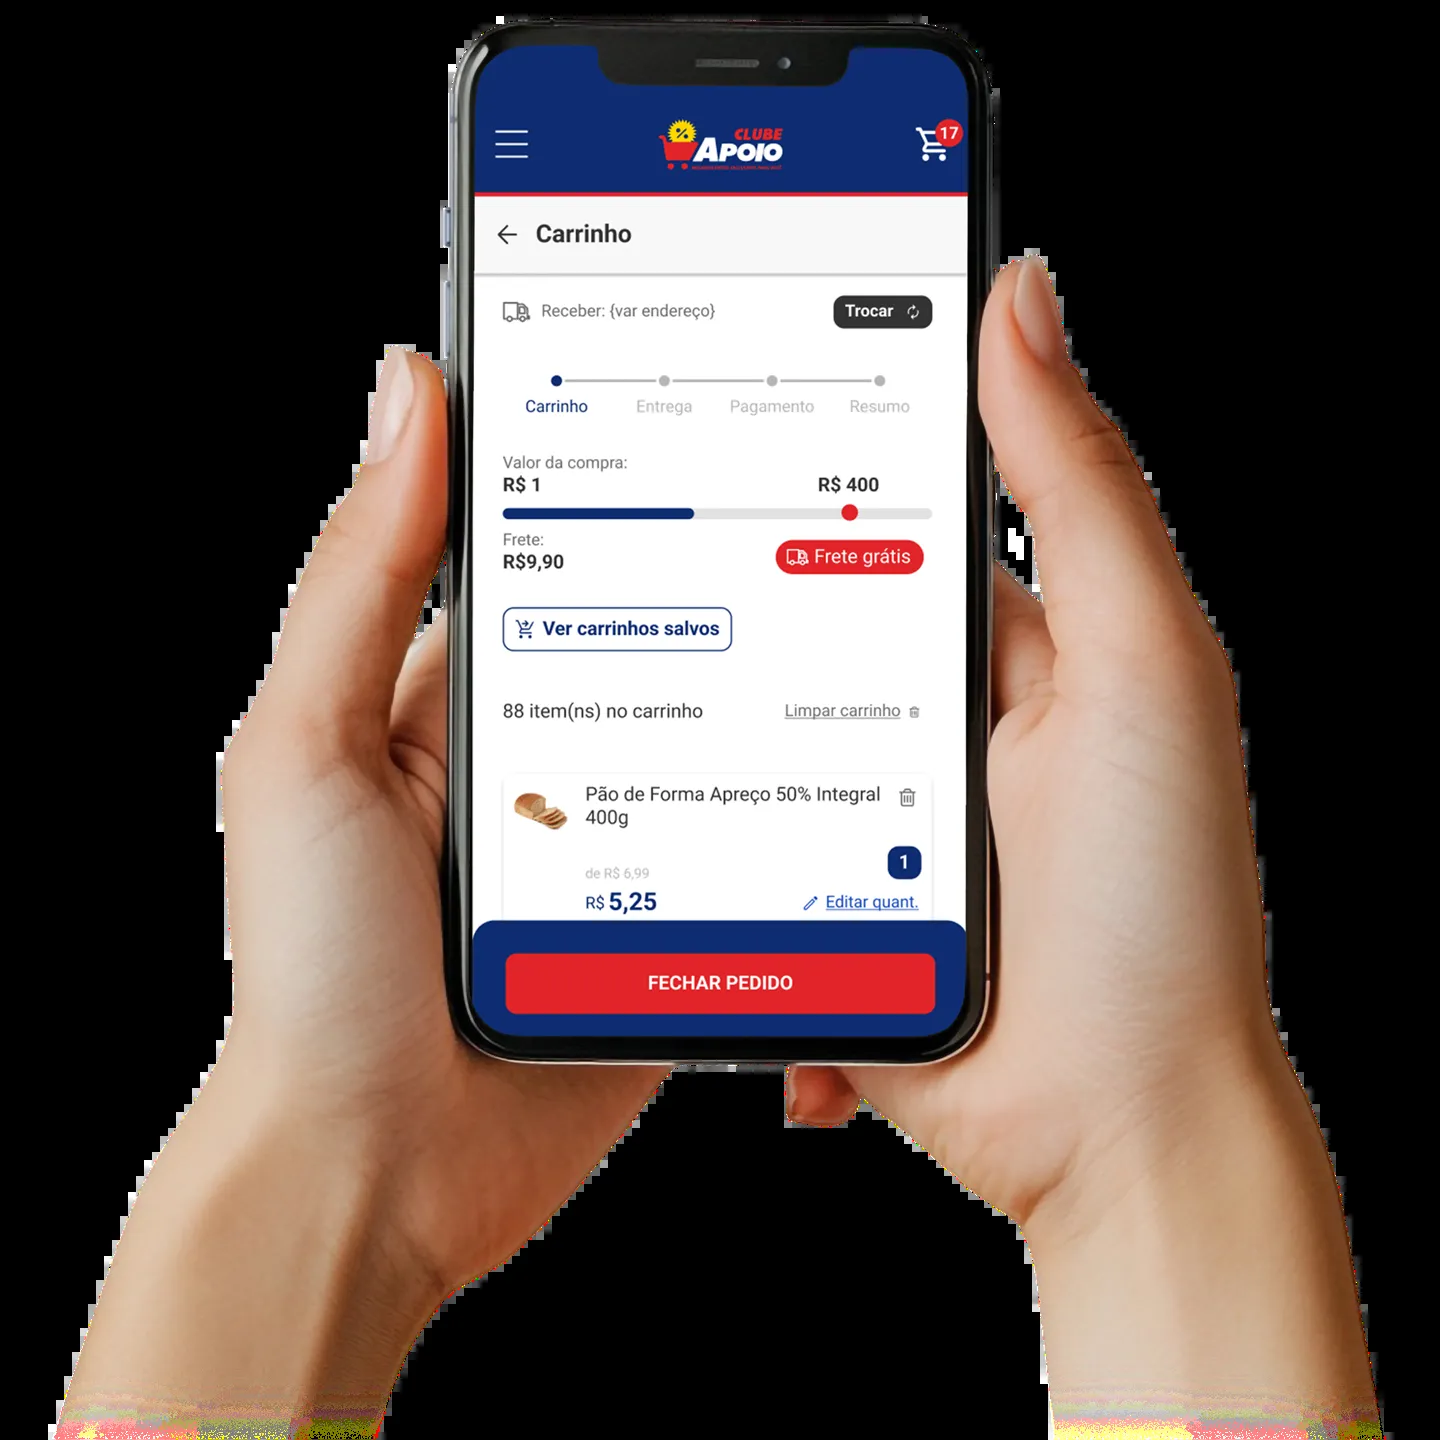 CLUBE
APOIO
17
Carrinho
Receber: {var endereço}
Trocar
Carrinho Entrega Pagamento Resumo
Valor da compra:
R$ 1
R$ 400
Frete:
R$9,90
Frete grátis
Ver carrinhos salvos
88 item(ns) no carrinho
Limpar carrinho
Pão de Forma Apreço 50% Integral
400g
1
de R$ 6,99
R$ 5,25
Editar quant.
FECHAR PEDIDO